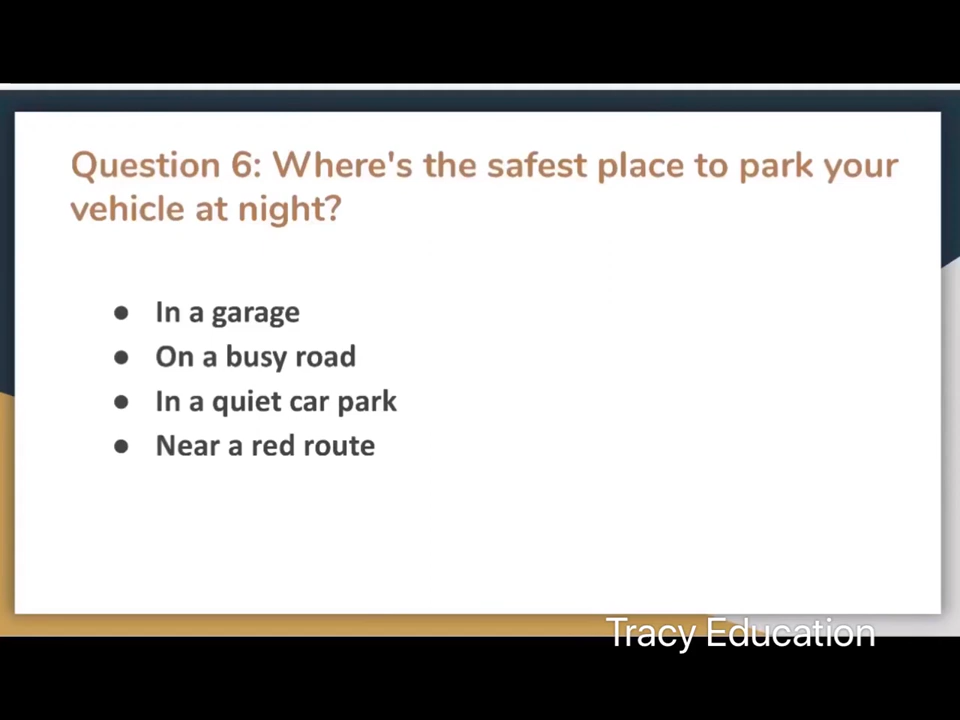 Question 6: Where's the safest place to park your
vehicle at night?
● In a garage
● On a busy road
● In a quiet car park
● Near a red route
Tracy Education